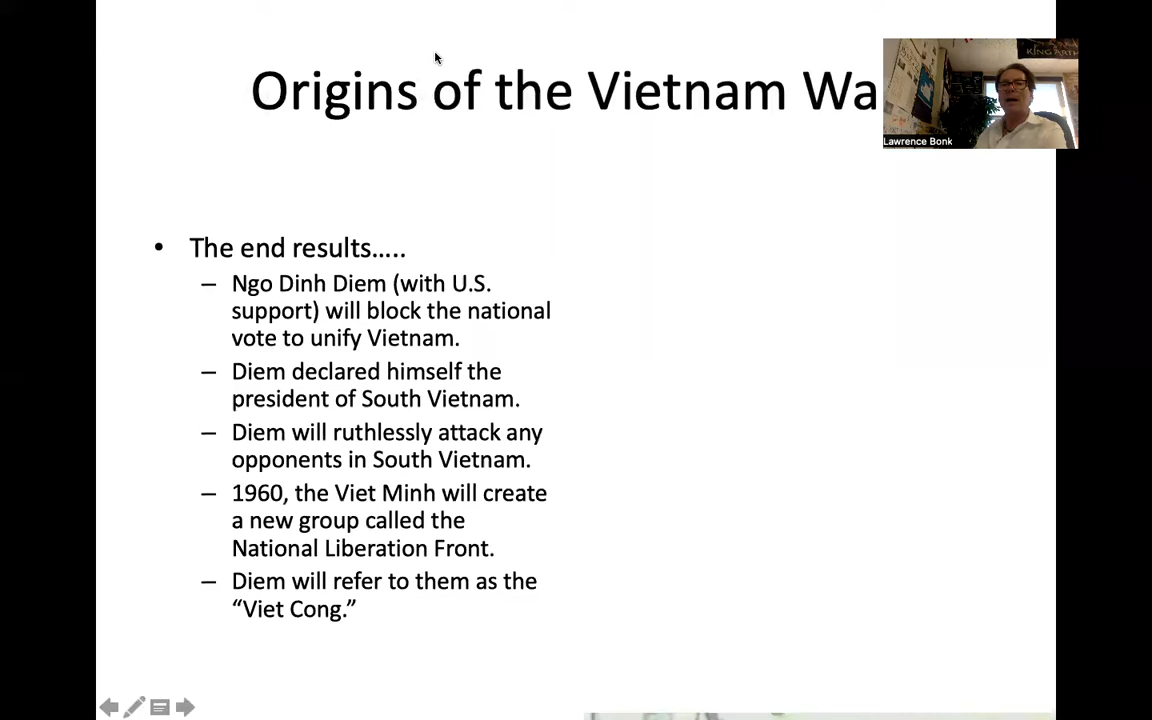 Origins of the Vietnam Wa
KING ARTH
Lawrence Bonk
• The end results…..
– Ngo Dinh Diem (with U.S.
support) will block the national
vote to unify Vietnam.
– Diem declared himself the
president of South Vietnam.
– Diem will ruthlessly attack any
opponents in South Vietnam.
– 1960, the Viet Minh will create
a new group called the
National Liberation Front.
– Diem will refer to them as the
“Viet Cong.”